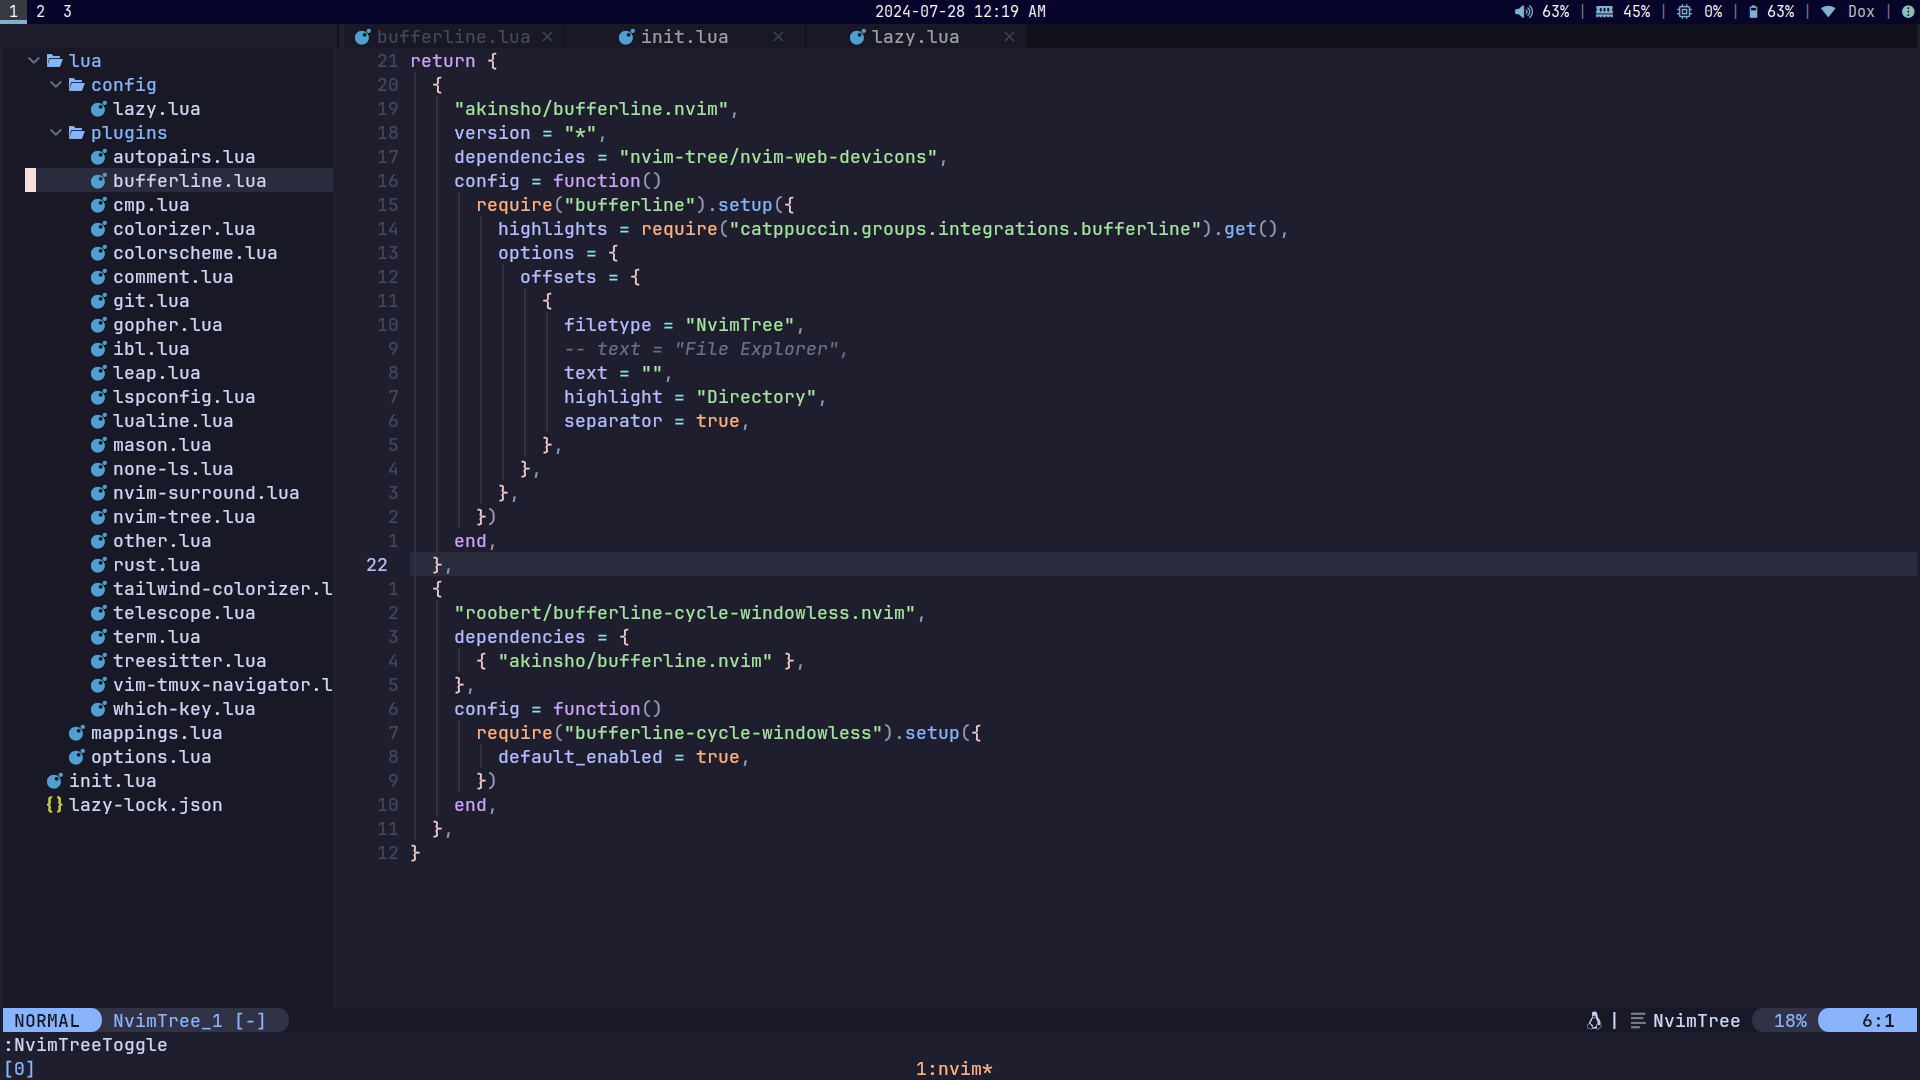 1 2 3 2024-07-28 12:19 AM 63% | 45% | 0% | 63% | Dox |
bufferline.lua × init.lua × lazy.lua ×
lua
config
lazy.lua
plugins
autopairs.lua
bufferline.lua
cmp.lua
colorizer.lua
colorscheme.lua
comment.lua
git.lua
gopher.lua
ibl.lua
leap.lua
lspconfig.lua
lualine.lua
mason.lua
none-ls.lua
nvim-surround.lua
nvim-tree.lua
other.lua
rust.lua
tailwind-colorizer.l
telescope.lua
term.lua
treesitter.lua
vim-tmux-navigator.l
which-key.lua
mappings.lua
options.lua
init.lua
{} lazy-lock.json
21 return {
20 {
19 "akinsho/bufferline.nvim",
18 version = "*",
17 dependencies = "nvim-tree/nvim-web-devicons",
16 config = function()
15 require("bufferline").setup({
14 highlights = require("catppuccin.groups.integrations.bufferline").get(),
13 options = {
12 offsets = {
11 {
10 filetype = "NvimTree",
9 -- text = "File Explorer",
8 text = "",
7 highlight = "Directory",
6 separator = true,
5 },
4 },
3 },
2 })
1 end,
22 },
1 {
2 "roobert/bufferline-cycle-windowless.nvim",
3 dependencies = {
4 { "akinsho/bufferline.nvim" },
5 },
6 config = function()
7 require("bufferline-cycle-windowless").setup({
8 default_enabled = true,
9 })
10 end,
11 },
12 }
NORMAL NvimTree_1 [-] | NvimTree 18% 6:1
:NvimTreeToggle
[0] 1:nvim*